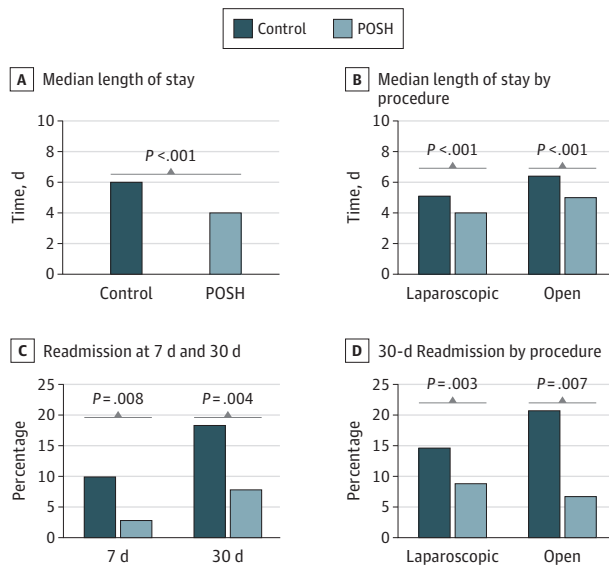 Control POSH
A Median length of stay
Time, d
10
8
6
4
2
0
P <.001
Control POSH
B Median length of stay by
procedure
Time, d
10
8
6
4
2
0
P <.001 P <.001
Laparoscopic Open
C Readmission at 7 d and 30 d
Percentage
25
20
15
10
5
0
P = .008 P = .004
7 d 30 d
D 30-d Readmission by procedure
Percentage
25
20
15
10
5
0
P = .003 P = .007
Laparoscopic Open